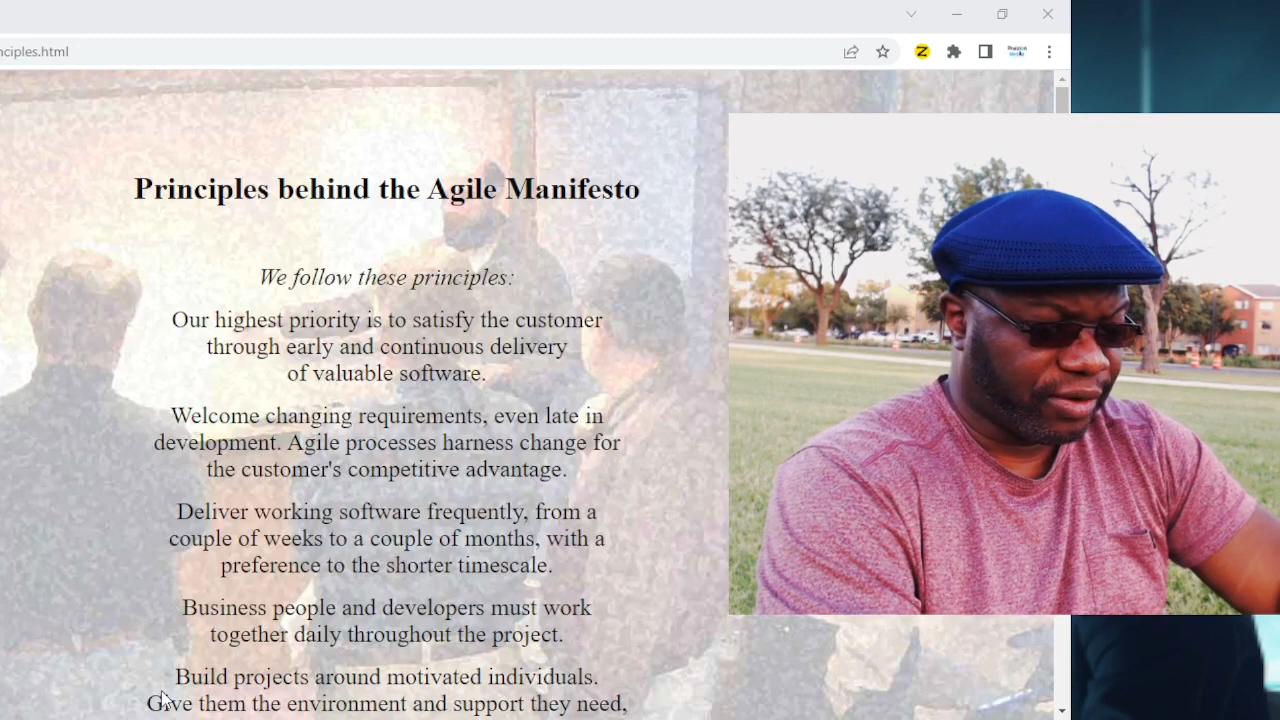 nciples.html
Principles behind the Agile Manifesto
We follow these principles:
Our highest priority is to satisfy the customer
through early and continuous delivery
of valuable software.
Welcome changing requirements, even late in
development. Agile processes harness change for
the customer's competitive advantage.
Deliver working software frequently, from a
couple of weeks to a couple of months, with a
preference to the shorter timescale.
Business people and developers must work
together daily throughout the project.
Build projects around motivated individuals.
Give them the environment and support they need,